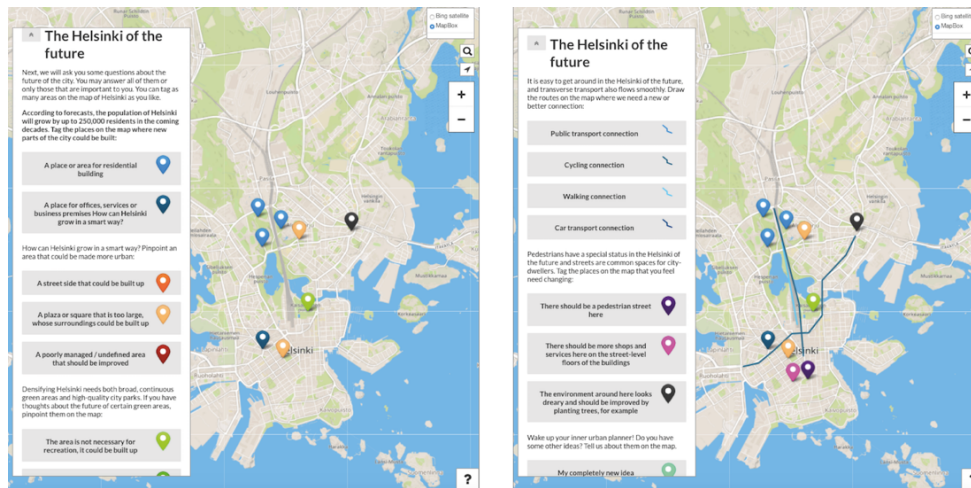 The Helsinki of the
future
Next, we will ask you some questions about the
future of the city. You may answer all of them or
only those that are important to you. You can tag
as many areas on the map of Helsinki as you like.
According to forecasts, the population of Helsinki
will grow by up to 250,000 residents in the coming
decades. Tag the places on the map where new
parts of the city could be built:
A place or area for residential
building
A place for offices, services or
business premises How can Helsinki
grow in a smart way?
How can Helsinki grow in a smart way? Pinpoint an
area that could be made more urban:
A street side that could be built up
A plaza or square that is too large,
whose surroundings could be built up
A poorly managed / undefined area
that should be improved
Densifying Helsinki needs both broad, continuous
green areas and high-quality city parks. If you have
thoughts about the future of certain green areas,
pinpoint them on the map:
The area is not necessary for
recreation, it could be built up
Bing satellite
MapBox
+
−
elsinki
?
The Helsinki of the
future
It is easy to get around in the Helsinki of the future,
and transverse transport also flows smoothly. Draw
the routes on the map where we need a new or
better connection:
Public transport connection
Cycling connection
Walking connection
Car transport connection
Pedestrians have a special status in the Helsinki of
the future and streets are common spaces for city-
dwellers. Tag the places on the map that you feel
need changing:
There should be a pedestrian street
here
There should be more shops and
services here on the street-level
floors of the buildings
The environment around here looks
dreary and should be improved by
planting trees, for example
Wake up your inner urban planner! Do you have
some other ideas? Tell us about them on the map.
My completely new idea
Bing satellite
MapBox
+
−
elsinki
?